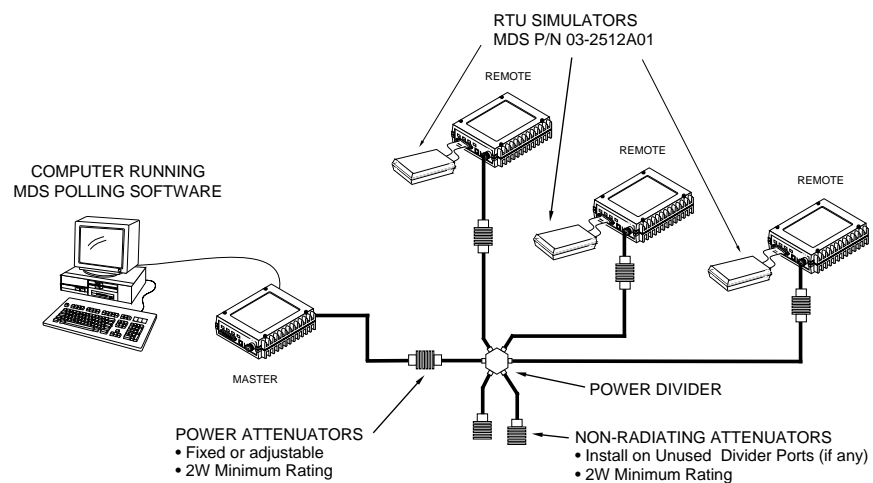 RTU SIMULATORS
MDS P/N 03-2512A01
REMOTE
REMOTE
REMOTE
COMPUTER RUNNING
MDS POLLING SOFTWARE
MASTER
POWER DIVIDER
POWER ATTENUATORS
• Fixed or adjustable
• 2W Minimum Rating
NON-RADIATING ATTENUATORS
• Install on Unused Divider Ports (if any)
• 2W Minimum Rating